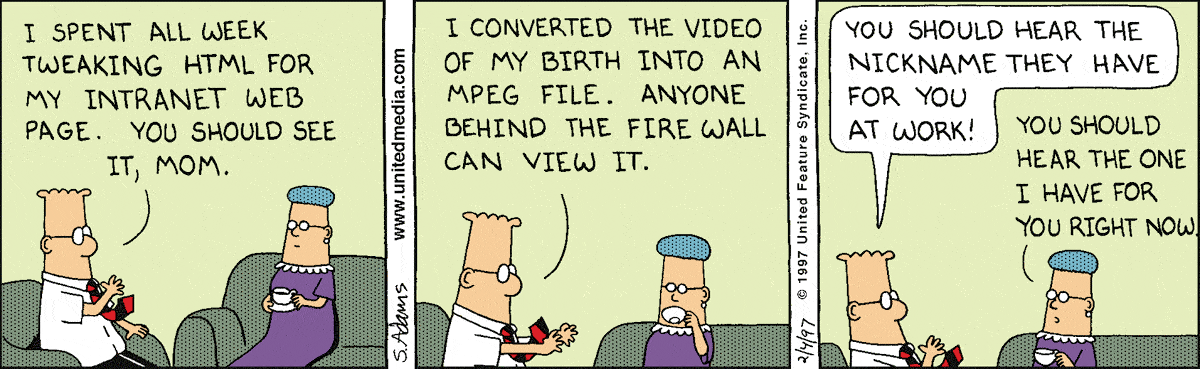 I SPENT ALL WEEK
TWEAKING HTML FOR
MY INTRANET WEB
PAGE. YOU SHOULD SEE
IT, MOM.
S.Adams
www.unitedmedia.com
I CONVERTED THE VIDEO
OF MY BIRTH INTO AN
MPEG FILE. ANYONE
BEHIND THE FIRE WALL
CAN VIEW IT.
2/4/97 © 1997 United Feature Syndicate, Inc.
YOU SHOULD HEAR THE
NICKNAME THEY HAVE
FOR YOU
AT WORK!
YOU SHOULD
HEAR THE ONE
I HAVE FOR
YOU RIGHT NOW.